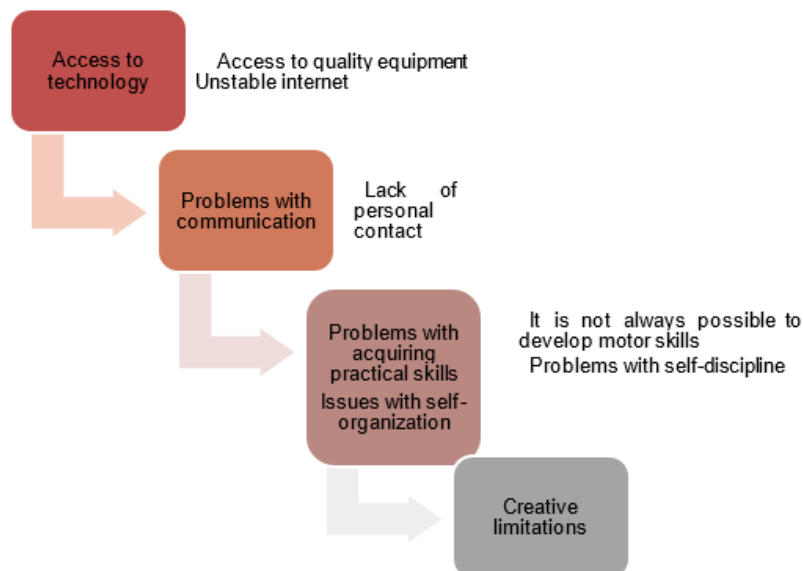 Access to
technology
Access to quality equipment
Unstable internet
Problems with
communication
Lack of
personal
contact
Problems with
acquiring
practical skills
Issues with self-
organization
It is not always possible to
develop motor skills
Problems with self-discipline
Creative
limitations